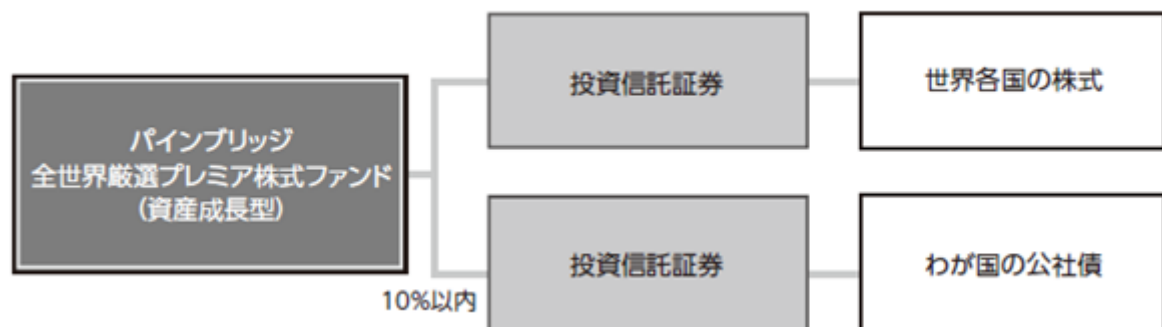 パインブリッジ
全世界厳選プレミア株式ファンド
（資産成長型）
10%以内
投資信託証券
世界各国の株式
投資信託証券
わが国の公社債